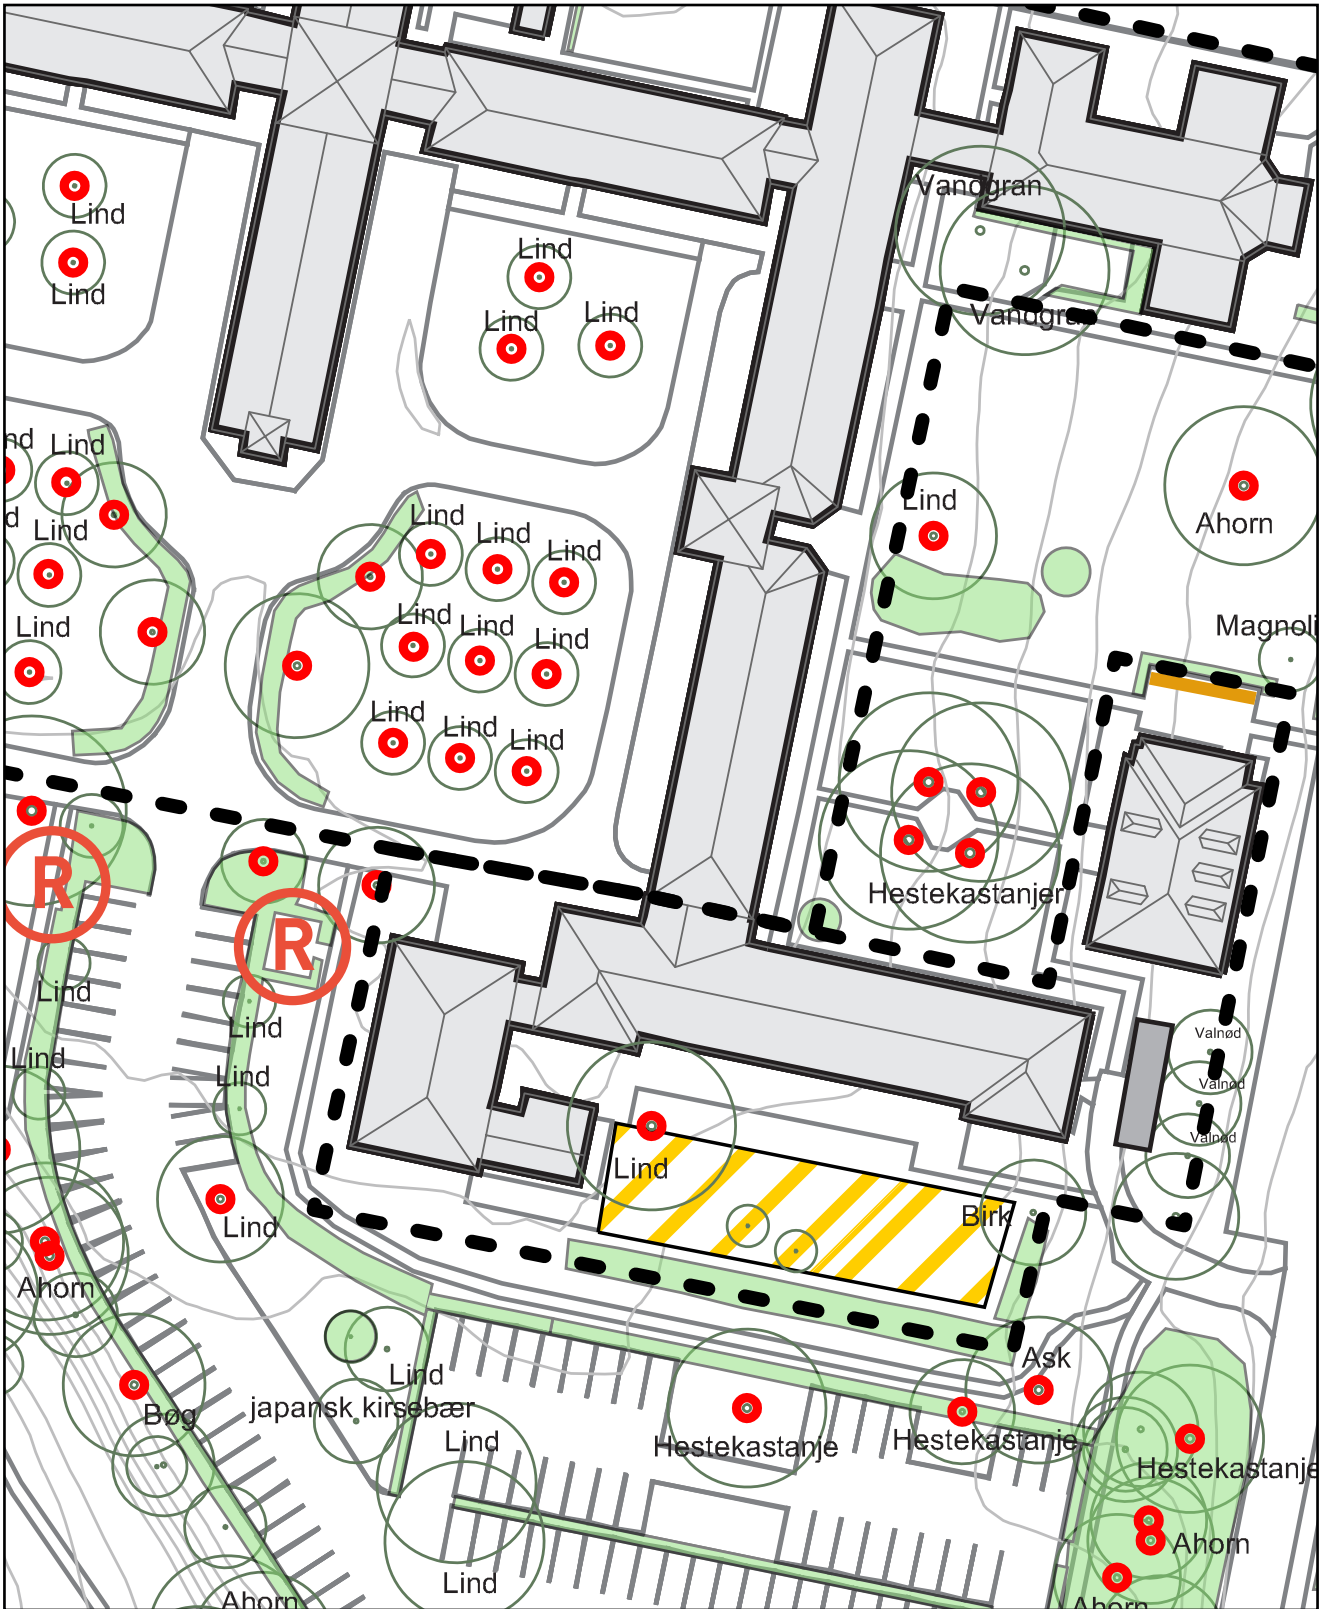 Vandgran
Lind
Lind
Lind
Lind
Lind
Lind
Vandgran
nd
Lind
Lind
Lind
Ahorn
d
Lind
Lind
Lind
Lind
Lind
Lind
Magnoli
Lind
Lind
Lind
Lind
R
Hestekastanjer
R
Lind
Lind
Valnød
Lind
Lind
Valnød
Valnød
Lind
Lind
Birk
Ahorn
Ask
Lind
Bøg
japansk kirsebær
Lind
Hestekastanje
Hestekastanje
Hestekastanje
Ahorn
Lind
Ahorn
Ahorn